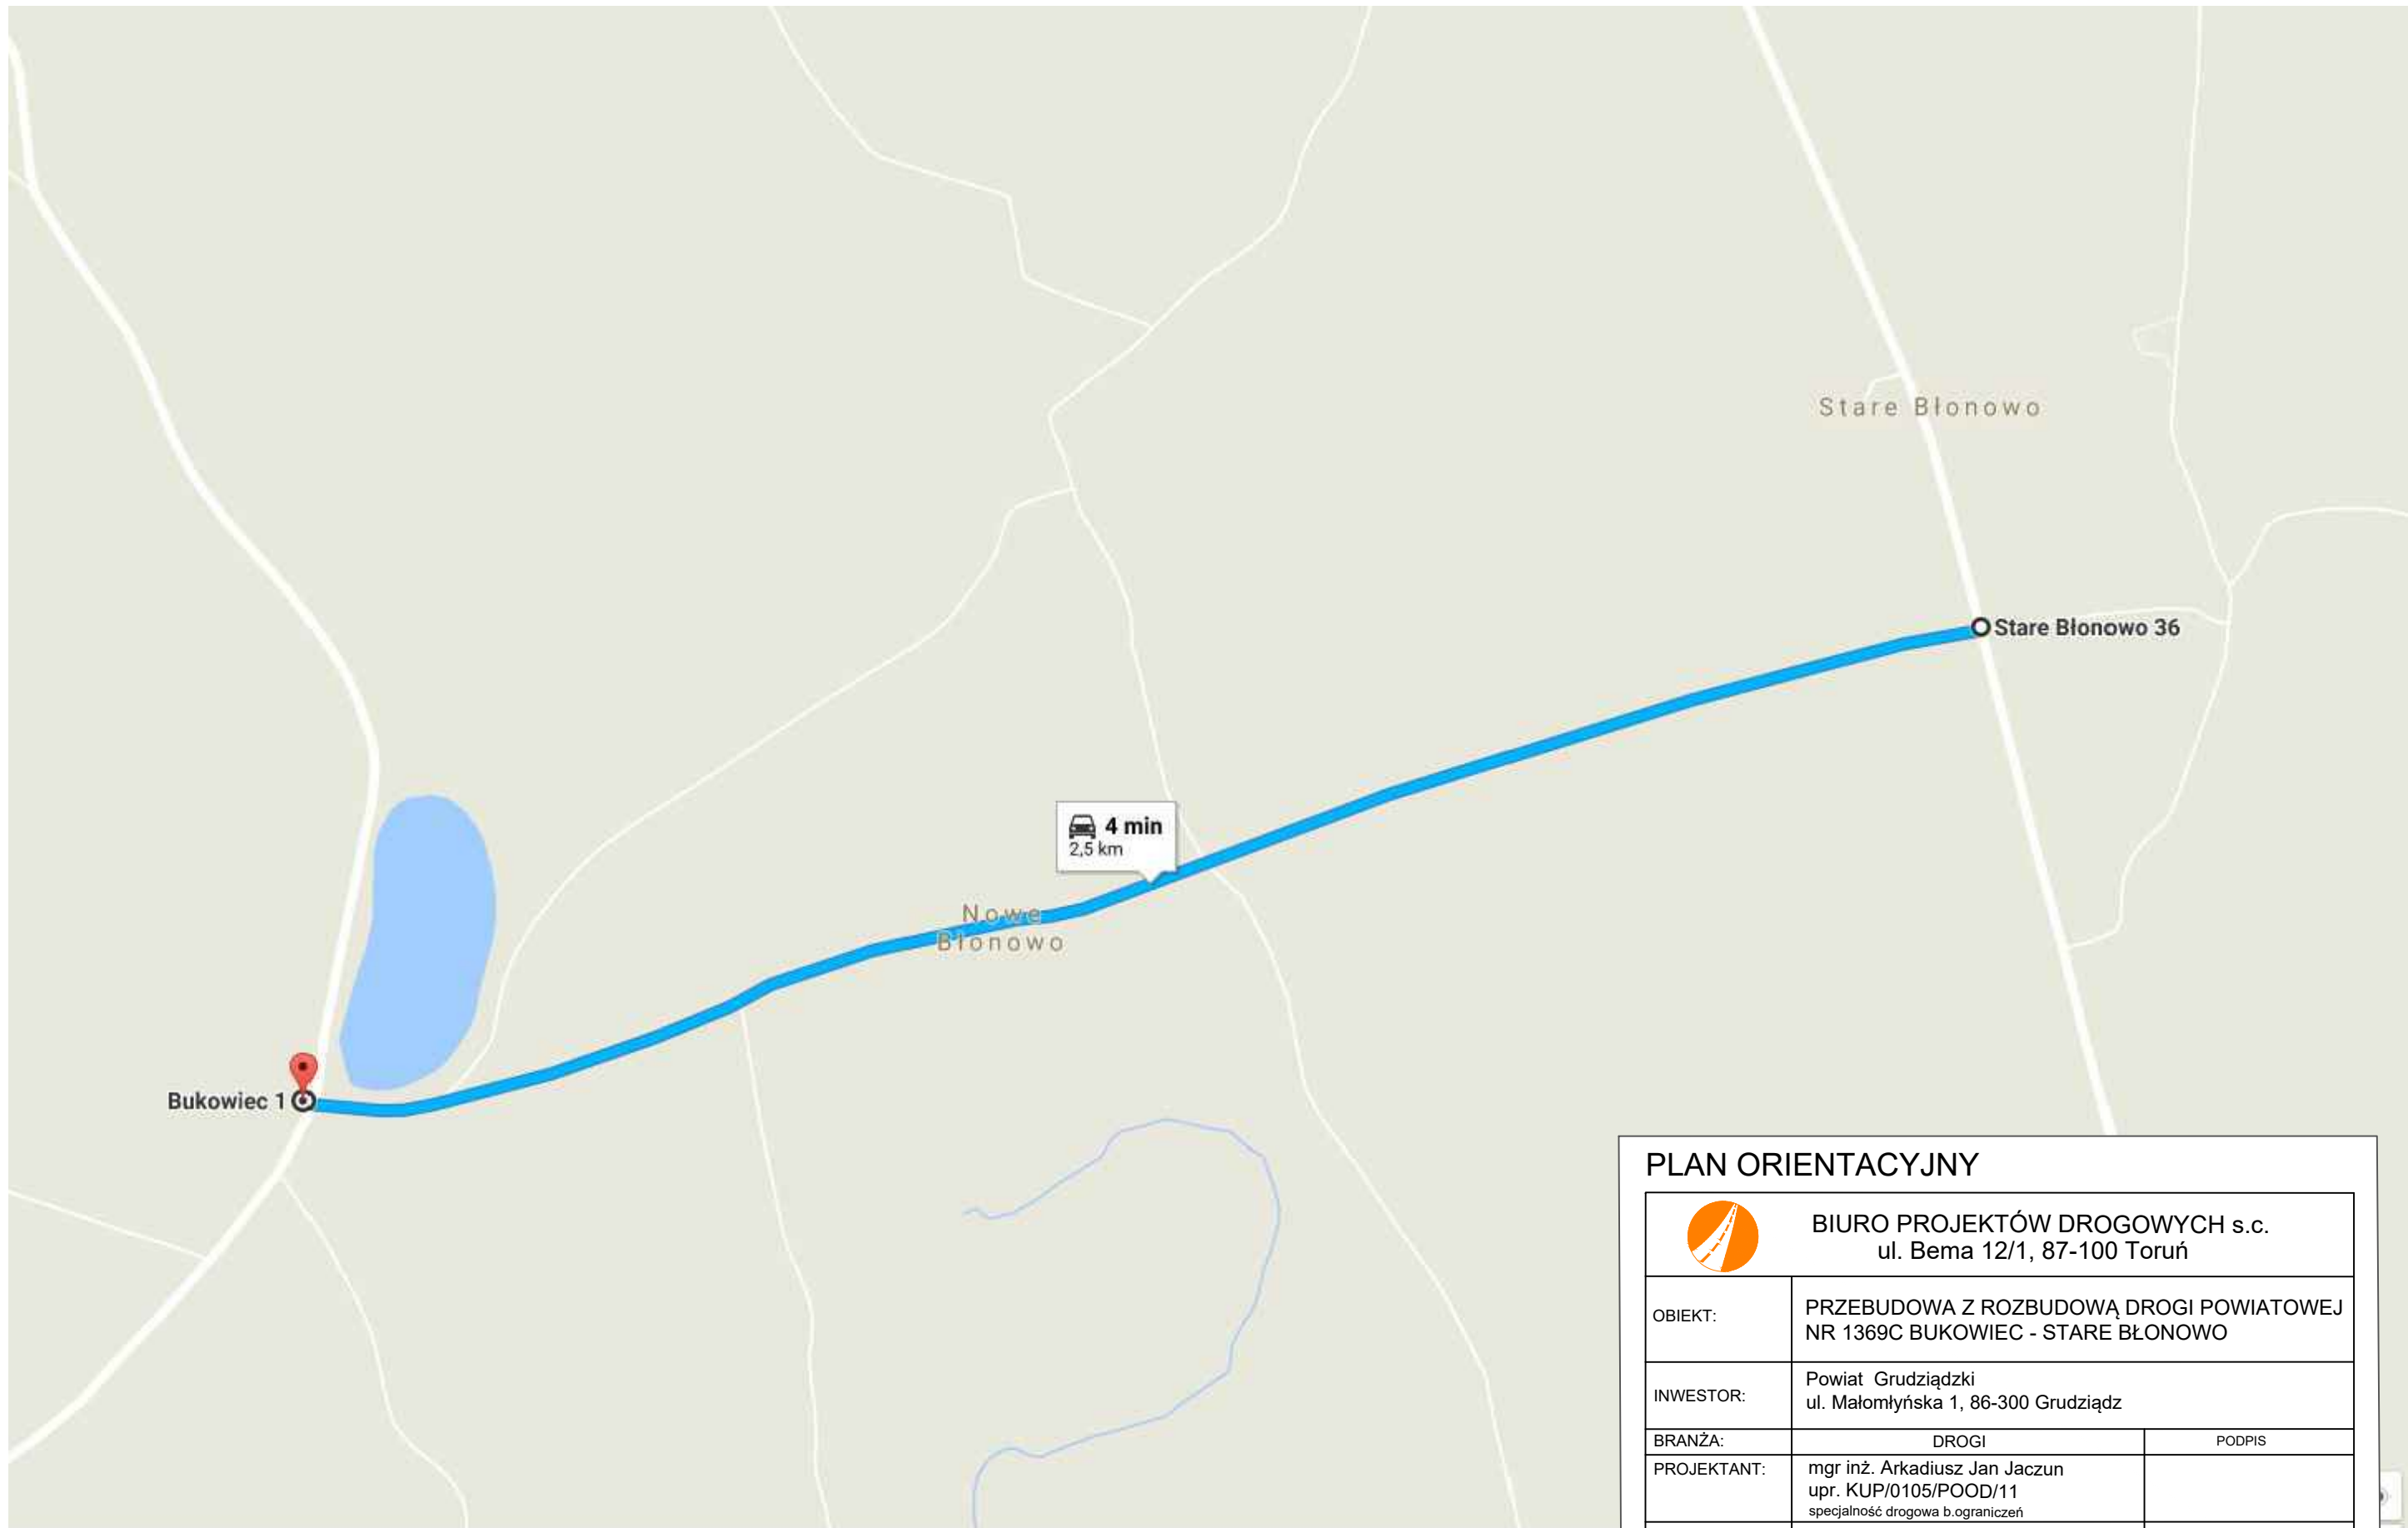 Stare Błonowo
Stare Błonowo 36
4 min
2,5 km
Nowe
Błonowo
Bukowiec 1
PLAN ORIENTACYJNY
BIURO PROJEKTÓW DROGOWYCH s.c.
ul. Bema 12/1, 87-100 Toruń
OBIEKT:
PRZEBUDOWA Z ROZBUDOWĄ DROGI POWIATOWEJ
NR 1369C BUKOWIEC - STARE BŁONOWO
INWESTOR:
Powiat Grudziądzki
ul. Małomłyńska 1, 86-300 Grudziądz
BRANŻA:
DROGI
PODPIS
PROJEKTANT:
mgr inż. Arkadiusz Jan Jaczun
upr. KUP/0105/POOD/11
specjalność drogowa b.ograniczeń